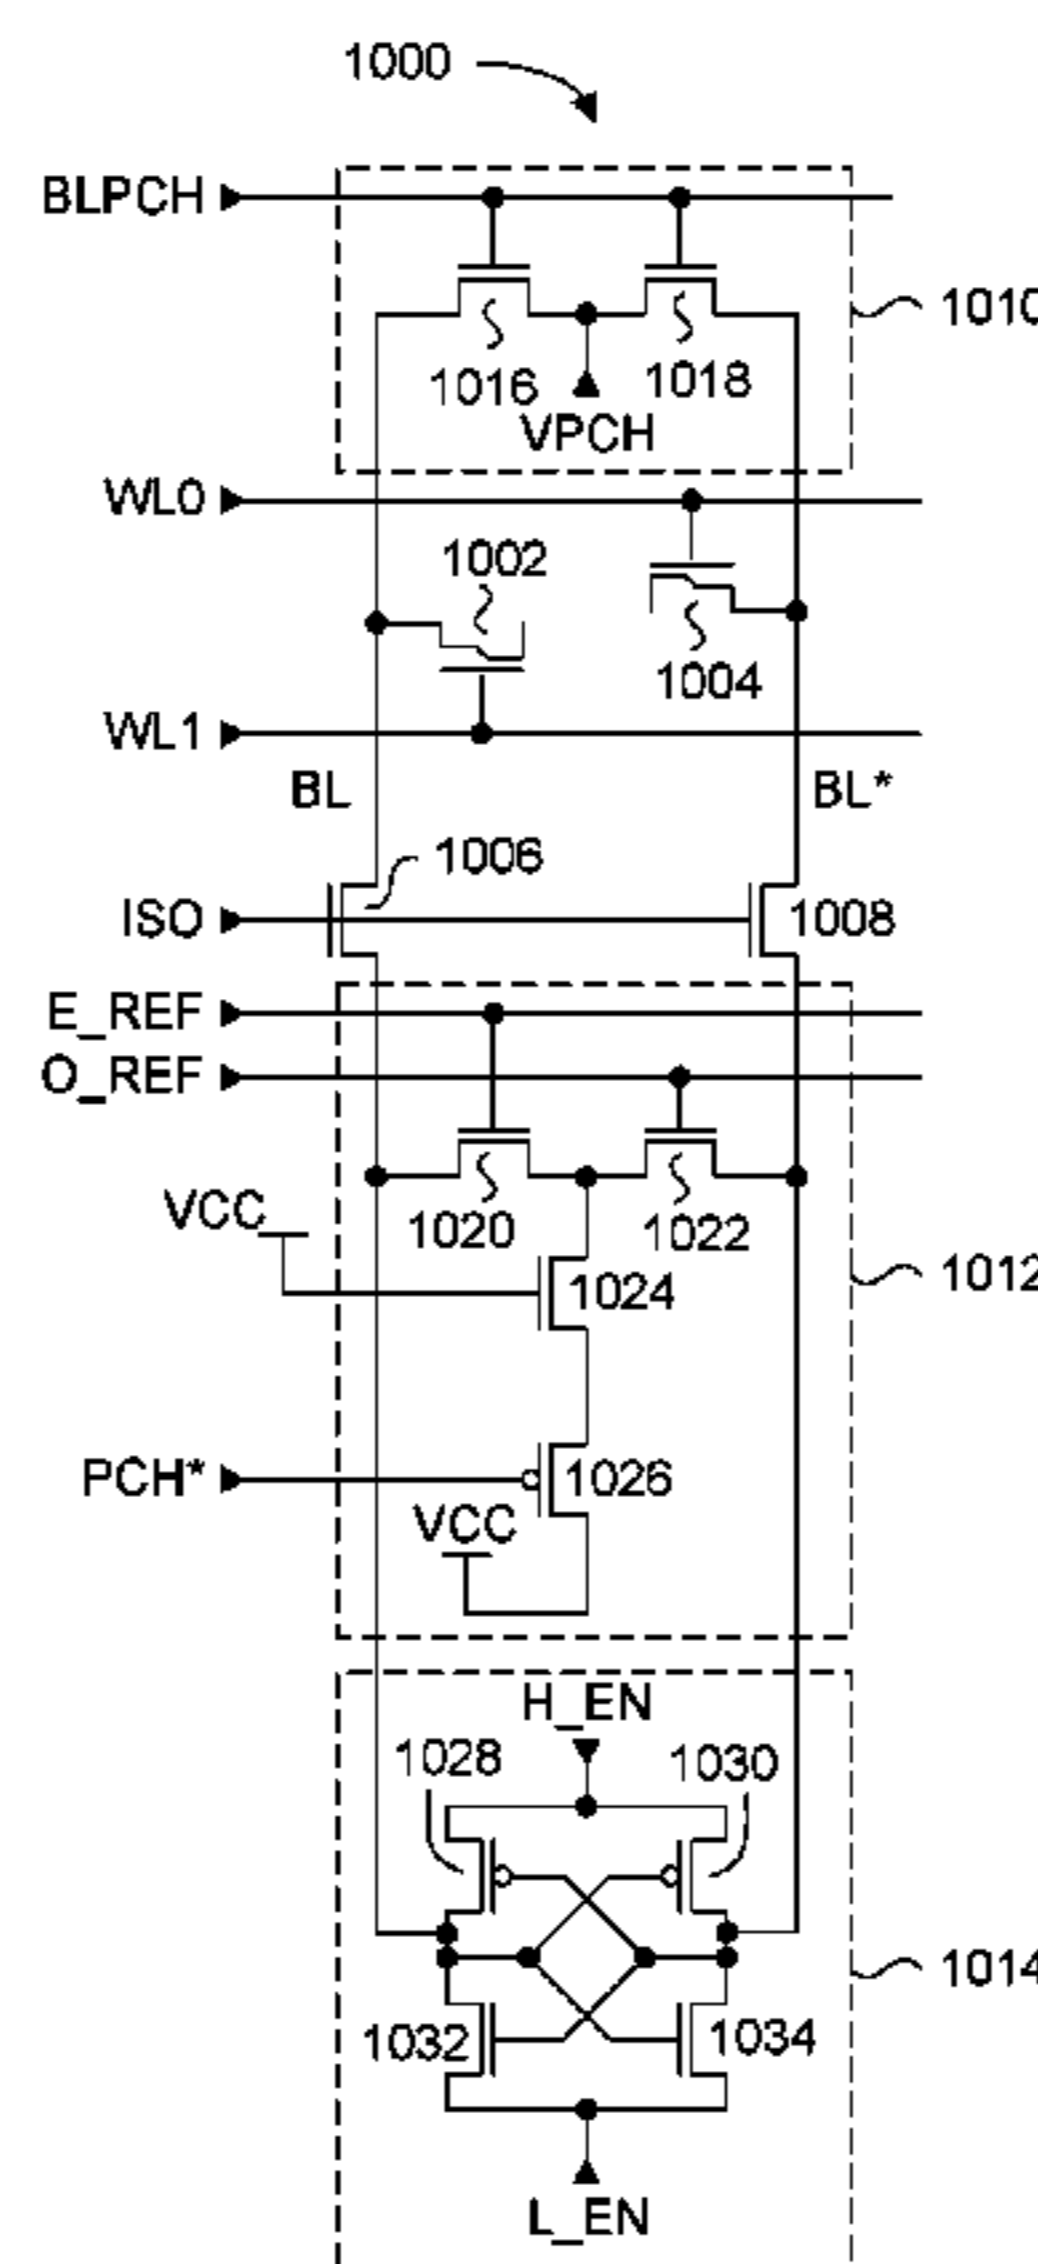 1000
BLPCH
1010
1016
1018
VPCH
WL0
1002
1004
WL1
BL
BL*
1006
ISO
1008
E_REF
O_REF
1020
1022
VCC
1024
1012
PCH*
1026
VCC
H_EN
1028
1030
1014
1032
1034
L_EN